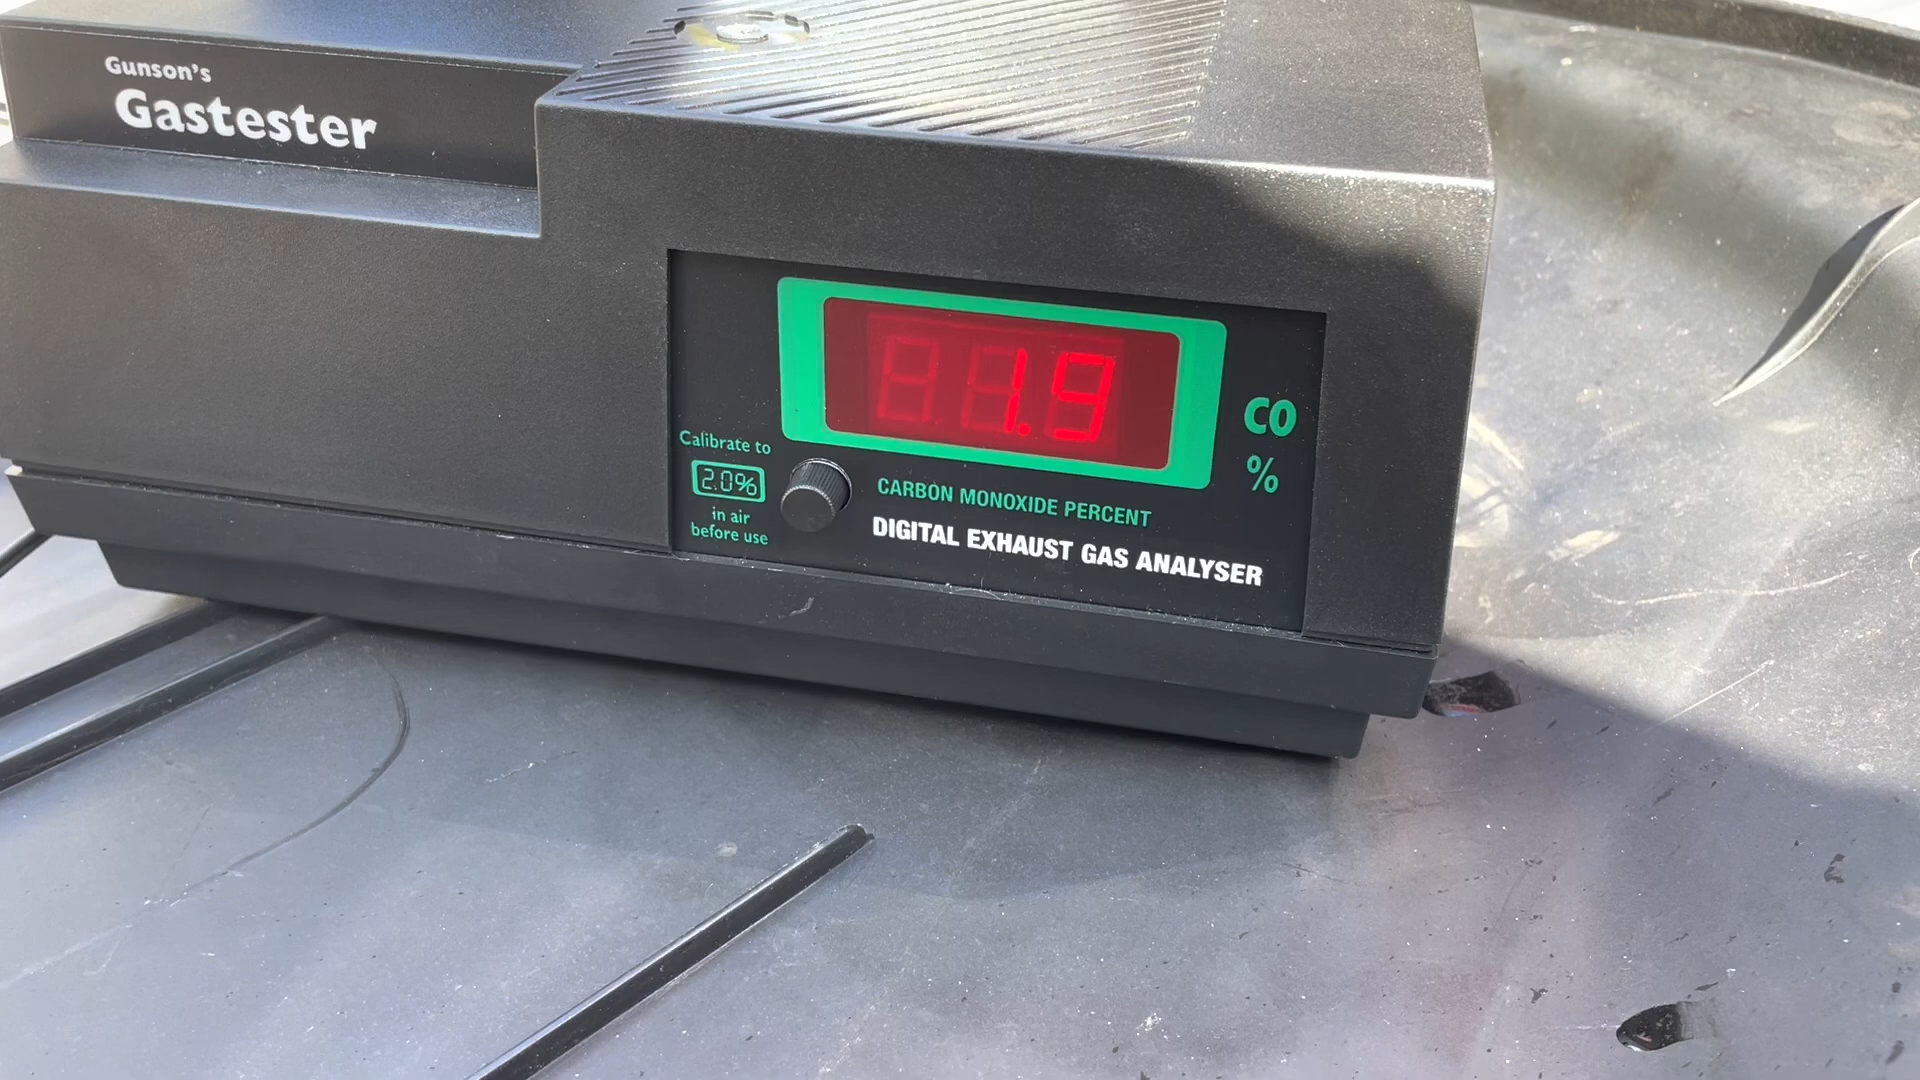 Gunson's
Gastester
1.9
CO
%
Calibrate to
2.0%
in air
before use
CARBON MONOXIDE PERCENT
DIGITAL EXHAUST GAS ANALYSER